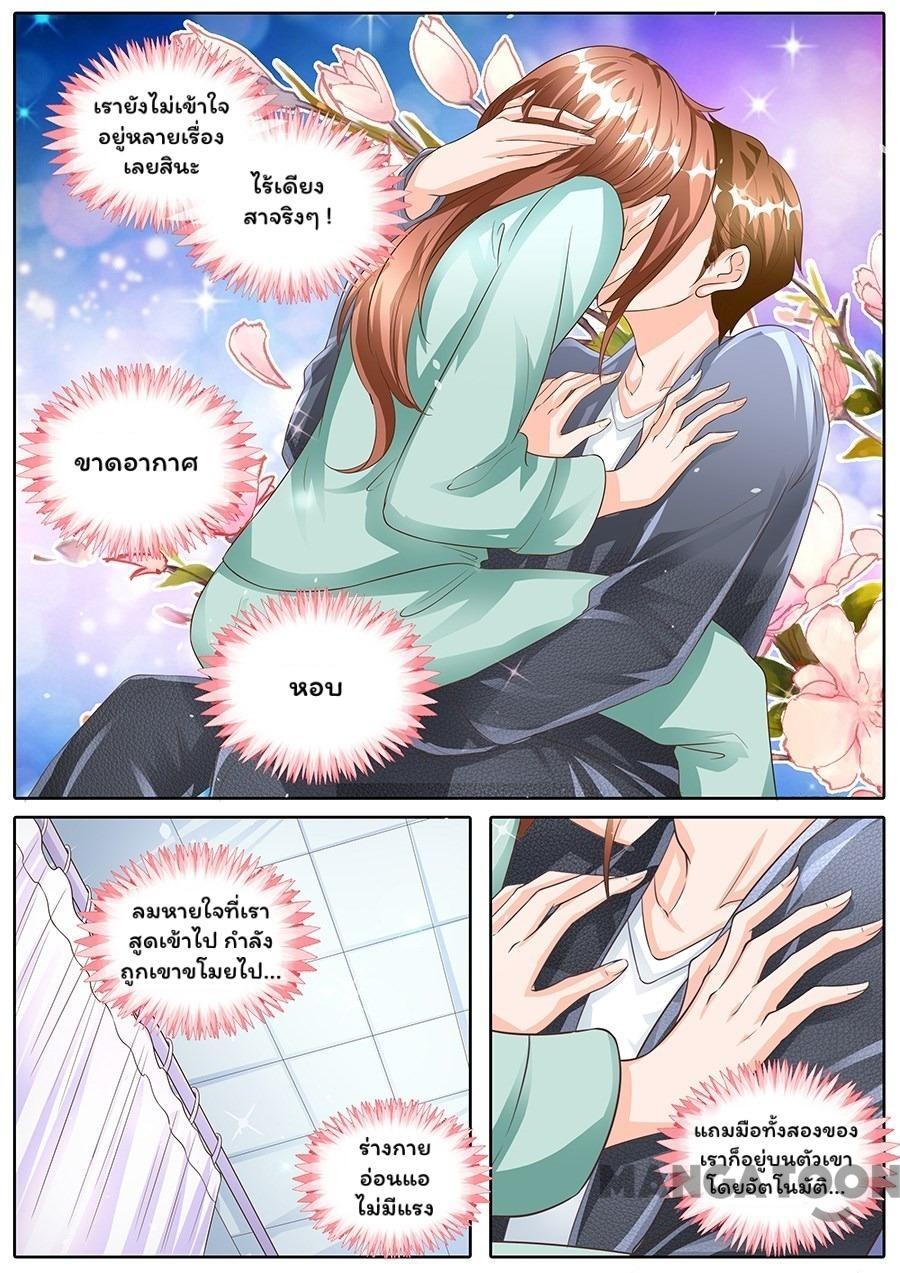 เรายังไม่เข้าใจ
อยู่หลายเรื่อง
เลยสินะ
ไร้เดียง
สาจริงๆ !
ขาดอากาศ
หอบ
ลมหายใจที่เรา
สูดเข้าไป กำลัง
ถูกเขาขโมยไป...
ร่างกาย
อ่อนแอ
ไม่มีแรง
แถมมือทั้งสองของ
เราก็อยู่บนตัวเขา
โดยอัตโนมัติ...
MANGATOON